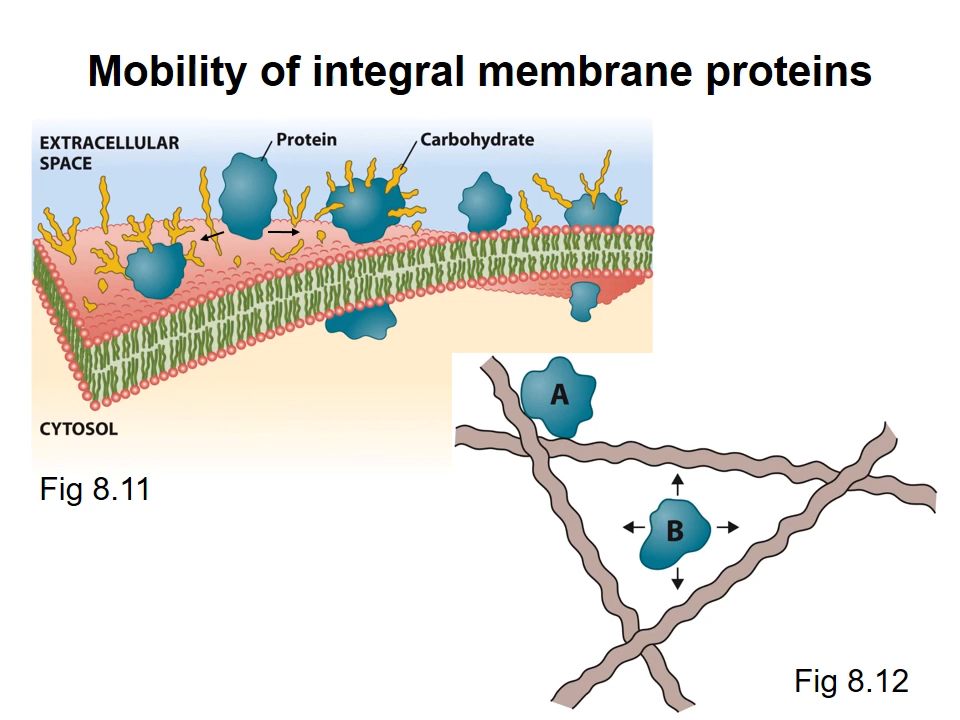 Mobility of integral membrane proteins
EXTRACELLULAR
SPACE
Protein
Carbohydrate
CYTOSOL
Fig 8.11
A
B
Fig 8.12